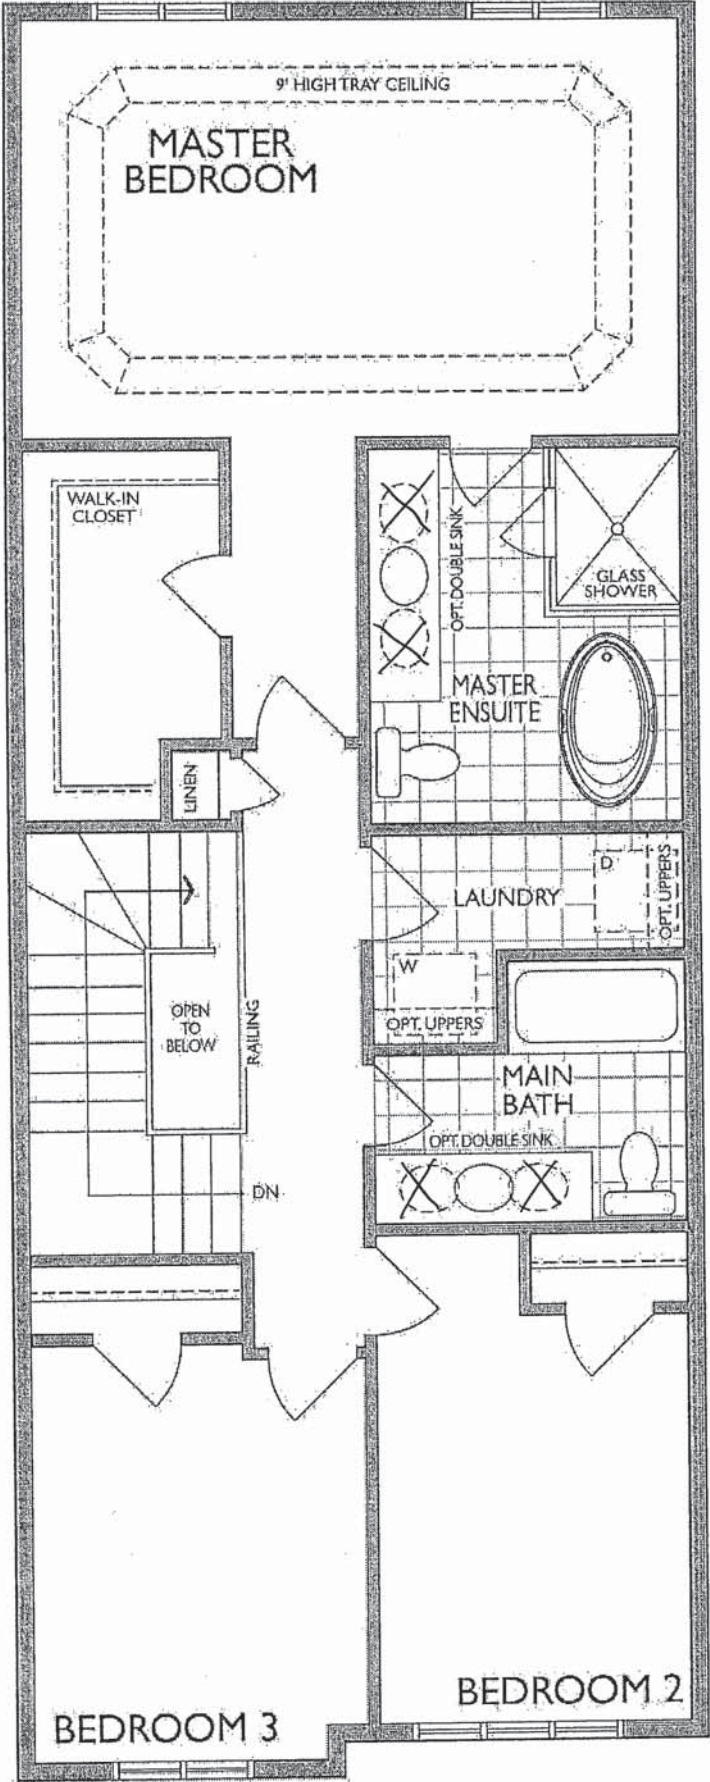 9' HIGH TRAY CEILING
MASTER
BEDROOM
WALK-IN
CLOSET
OPT. DOUBLE SINK
GLASS
SHOWER
MASTER
ENSUITE
LINEN
LAUNDRY
D
OPT. UPPERS
W
OPT. UPPERS
OPEN
TO
BELOW
RAILING
MAIN
BATH
OPT. DOUBLE SINK
DN
BEDROOM 2
BEDROOM 3